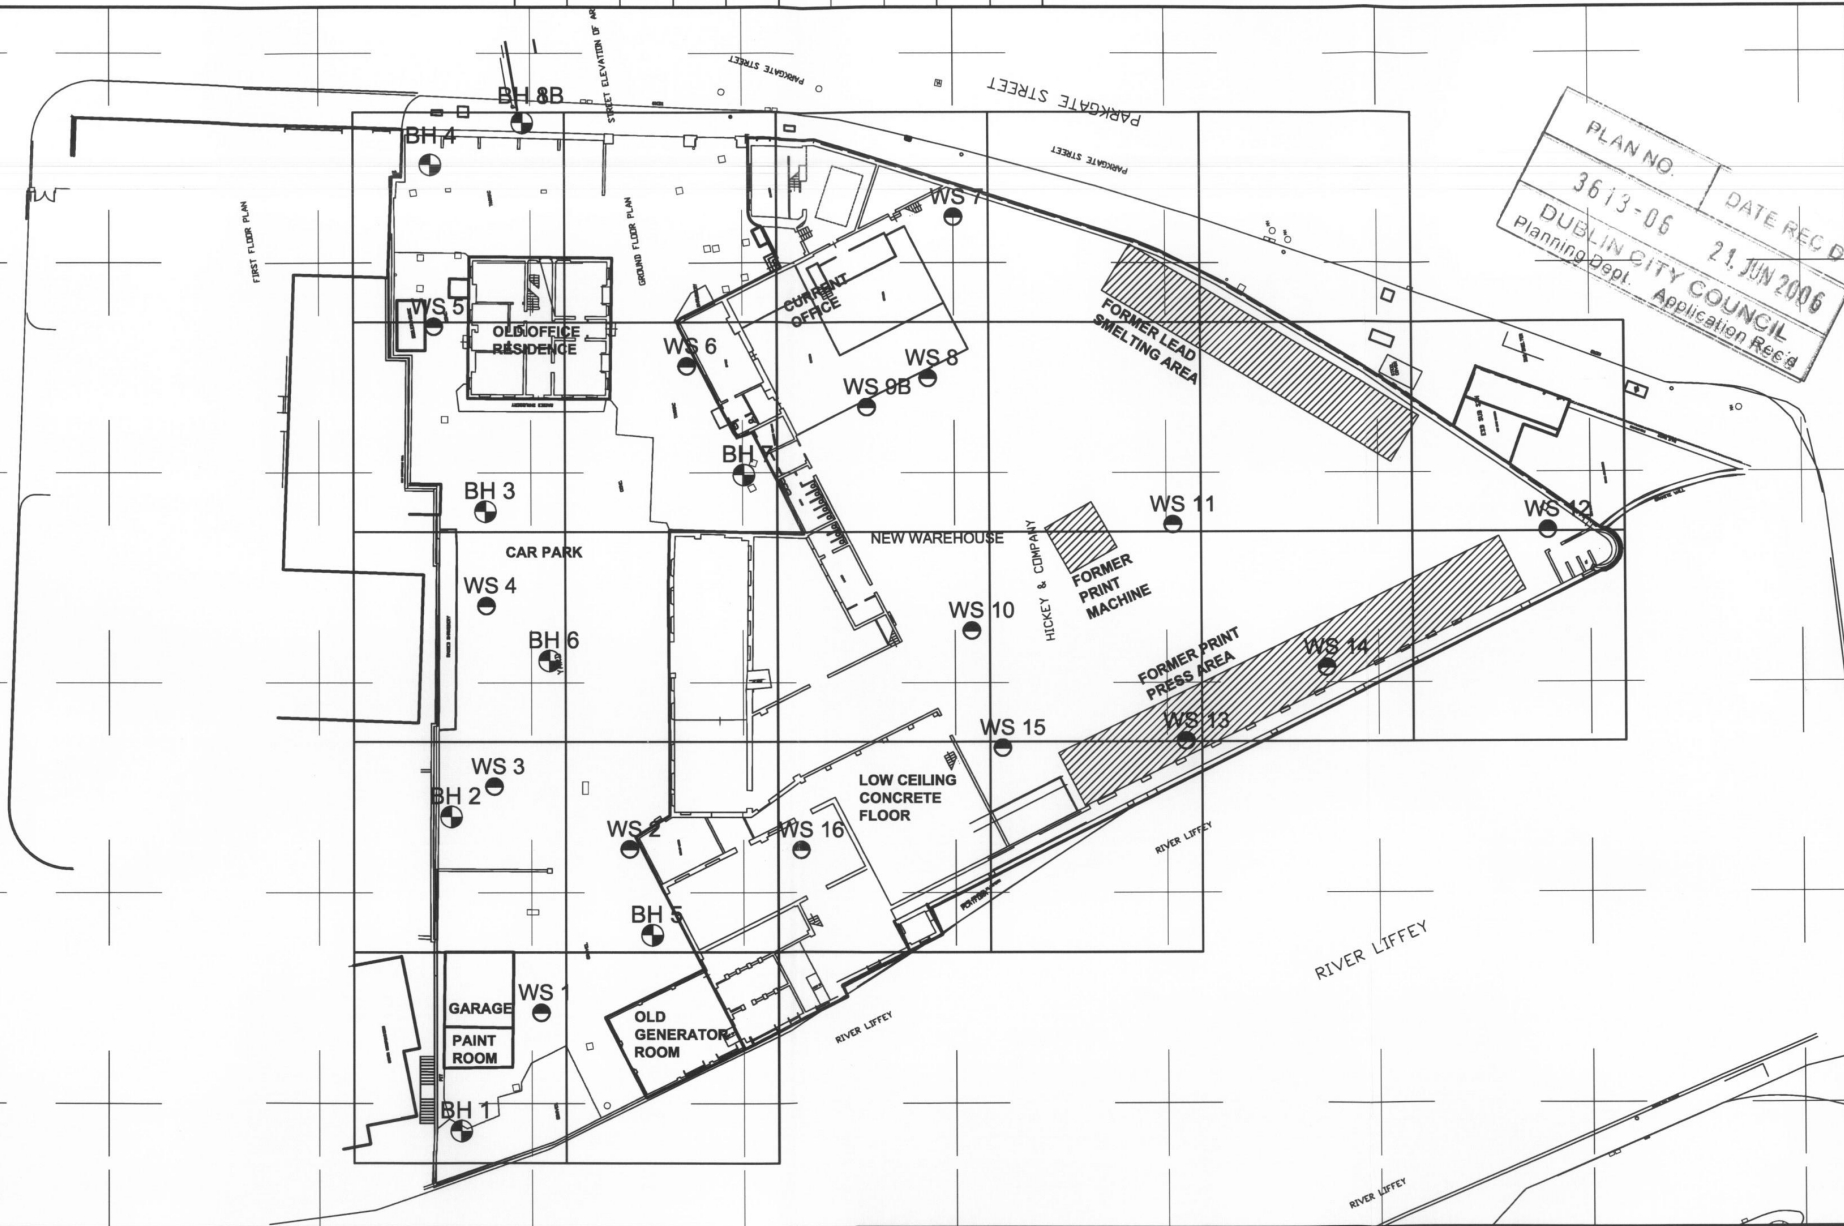 STREET ELEVATION OF AR
PARKGATE STREET
PARKGATE STREET
PARKGATE STREET
BH 8B
BH 4
PLAN NO.
3613-06
DATE REC'D
21 JUN 2006
DUBLIN CITY COUNCIL
Planning Dept. Application Rec'd
WS 7
FIRST FLOOR PLAN
GROUND FLOOR PLAN
CURRENT
OFFICE
WS 5
OLD OFFICE
RESIDENCE
FORMER LEAD
SMELTING AREA
WS 6
WS 8
WS 9B
BH 7
BH 3
WS 11
WS 12
NEW WAREHOUSE
HICKEY & COMPANY
CAR PARK
FORMER
PRINT
MACHINE
WS 4
WS 10
BH 6
YARD
FORMER PRINT
PRESS AREA
WS 14
WS 13
WS 15
WS 3
BH 2
LOW CEILING
CONCRETE
FLOOR
WS 2
WS 16
RIVER LIFFEY
BH 5
RIVER LIFFEY
GARAGE
WS 1
OLD
GENERATOR
ROOM
RIVER LIFFEY
PAINT
ROOM
BH 1
RIVER LIFFEY